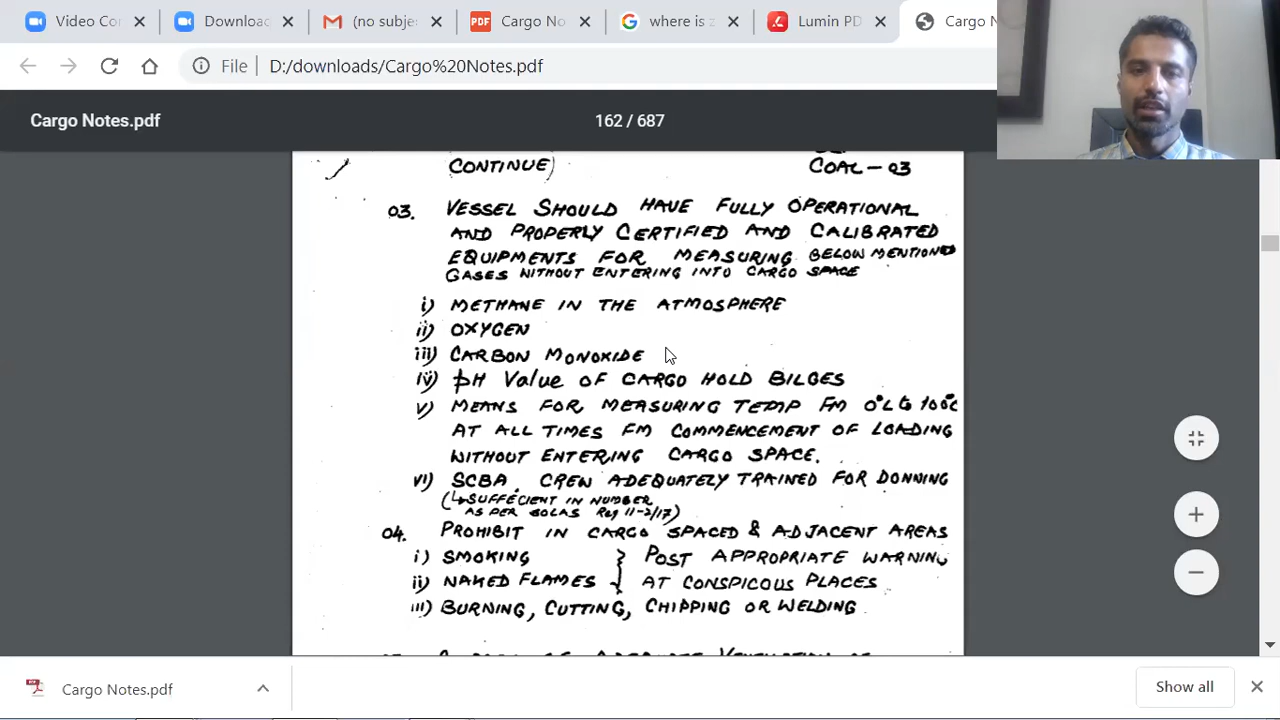 Video Co
Downloa
(no subje
Cargo No
where is
Lumin PD
Cargo N
File
D:/downloads/Cargo%20Notes.pdf
Cargo Notes.pdf
162 / 687
CONTINUE)
COAL - 03
03. VESSEL SHOULD HAVE FULLY OPERATIONAL
AND PROPERLY CERTIFIED AND CALIBRATED
EQUIPMENTS FOR MEASURING BELOW MENTIONED
GASES WITHOUT ENTERING INTO CARGO SPACE
i) METHANE IN THE ATMOSPHERE
ii) OXYGEN
iii) CARBON MONOXIDE
iv) pH Value OF CARGO HOLD BILGES
v) MEANS FOR MEASURING TEMP FM 0°C to 100°C
AT ALL TIMES FM COMMENCEMENT OF LOADING
WITHOUT ENTERING CARGO SPACE.
vi) SCBA. CREW ADEQUATELY TRAINED FOR DONNING
(↳SUFFECIENT IN NUMBER
AS PER SOLAS Reg 11-2/17)
04. PROHIBIT IN CARGO SPACED & ADJACENT AREAS
i) SMOKING } POST APPROPRIATE WARNING
ii) NAKED FLAMES } AT CONSPICOUS PLACES
iii) BURNING, CUTTING, CHIPPING OR WELDING
Cargo Notes.pdf
Show all